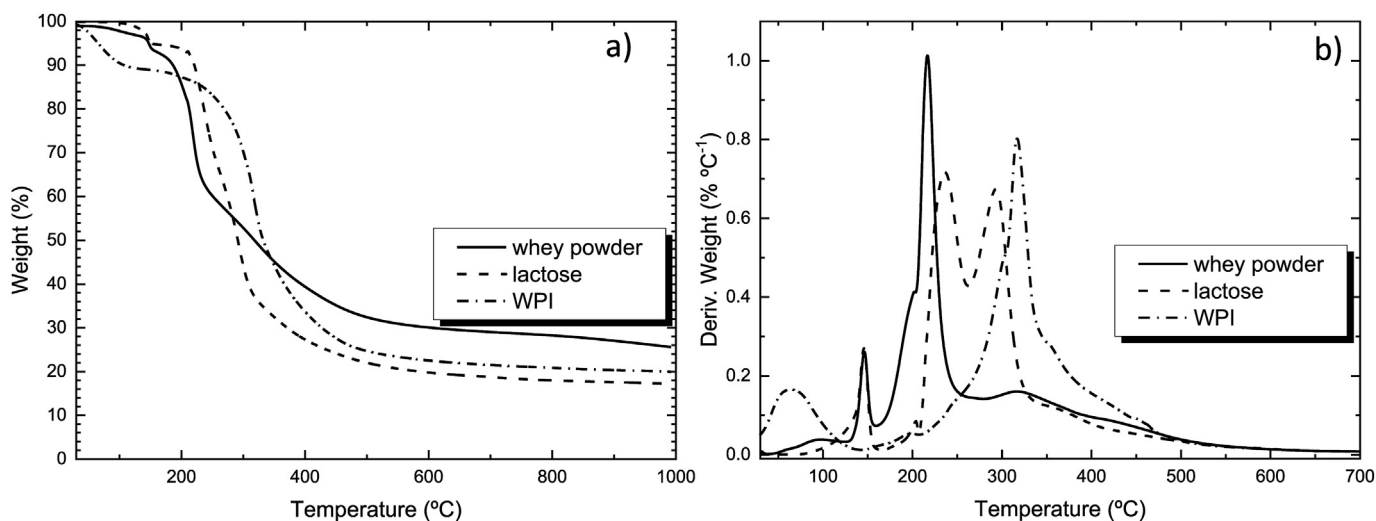 a)
100
90
80
70
60
50
40
30
20
10
0
Weight (%)
whey powder
lactose
WPI
200
400
600
800
1000
Temperature (ºC)
b)
1.0
0.8
0.6
0.4
0.2
0.0
Deriv. Weight (% ºC⁻¹)
whey powder
lactose
WPI
100
200
300
400
500
600
700
Temperature (ºC)